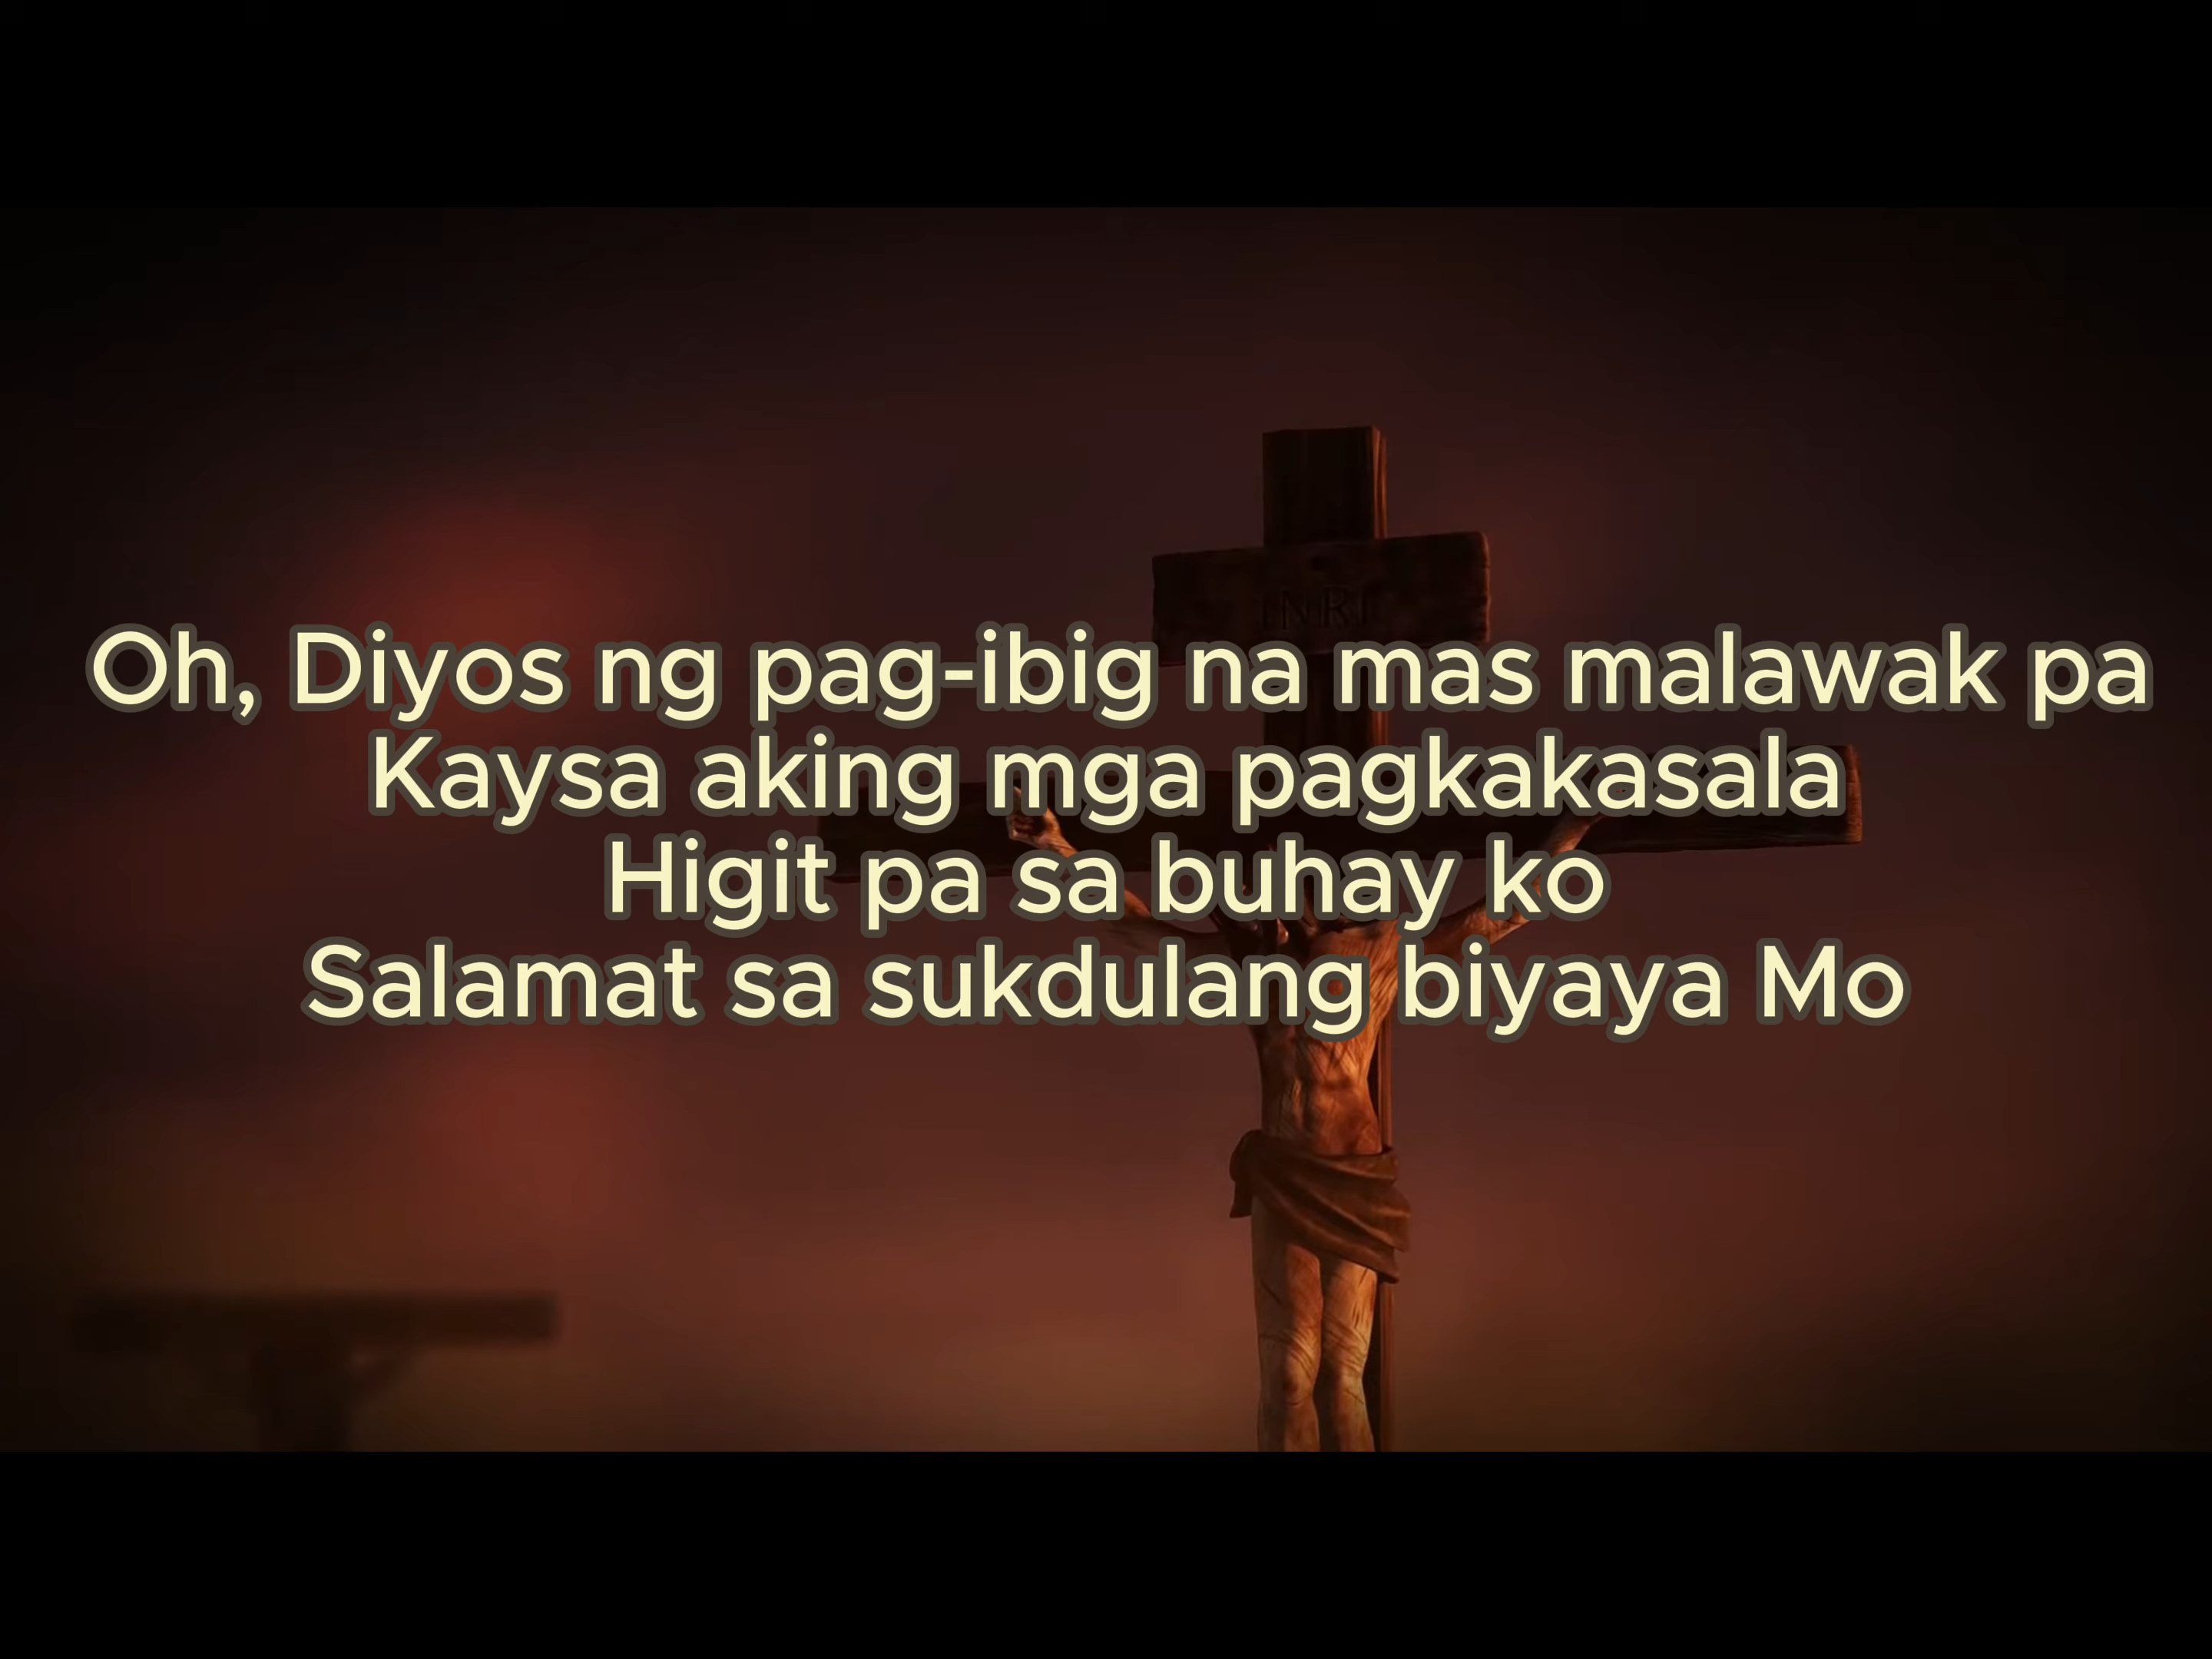 INRI
Oh, Diyos ng pag-ibig na mas malawak pa
Kaysa aking mga pagkakasala
Higit pa sa buhay ko
Salamat sa sukdulang biyaya Mo